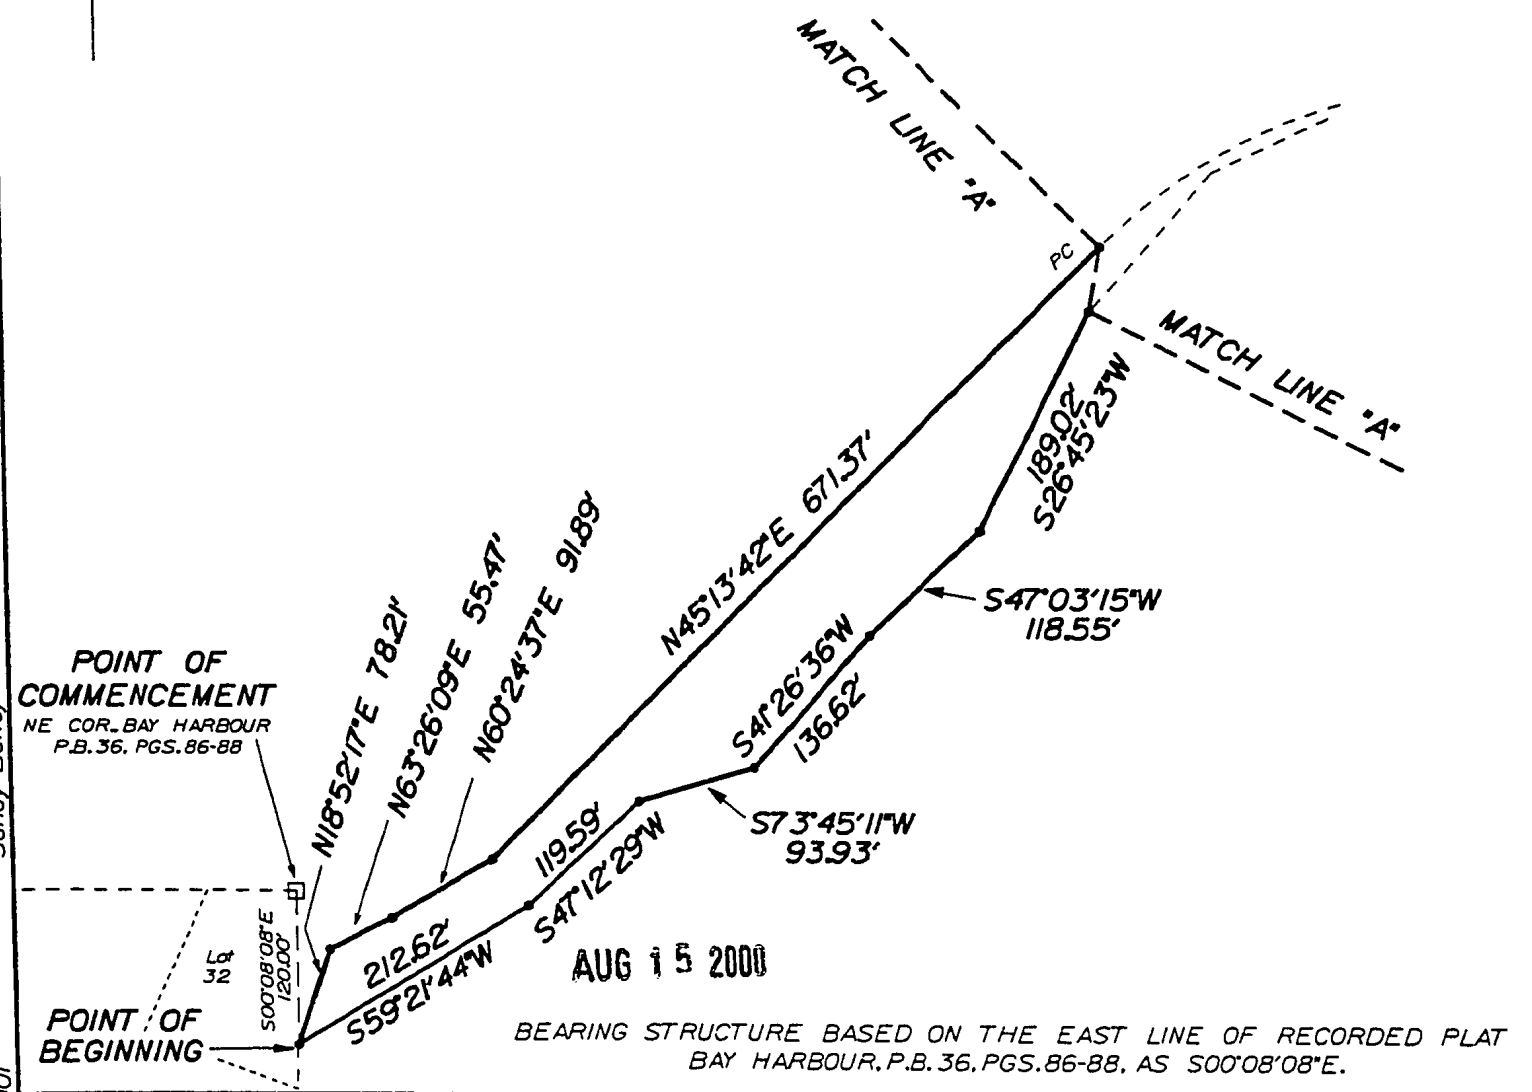 MATCH LINE "A"
PC
MATCH LINE "A"
189.02'
S26°45'23"W
N45°13'42"E 671.37'
S47°03'15"W
118.55'
N60°24'37"E 91.89'
N63°26'09"E 55.47'
N18°52'17"E 78.21'
S41°26'36"W
136.62'
POINT OF
COMMENCEMENT
NE COR. BAY HARBOUR
P.B. 36, PGS. 86-88
S73°45'11"W
93.93'
119.59'
S47°12'29"W
Lot
32
S00°08'08"E
120.00'
212.62'
S59°21'44"W
AUG 15 2000
POINT OF
BEGINNING
BEARING STRUCTURE BASED ON THE EAST LINE OF RECORDED PLAT
BAY HARBOUR, P.B. 36, PGS. 86-88, AS S00°08'08"E.